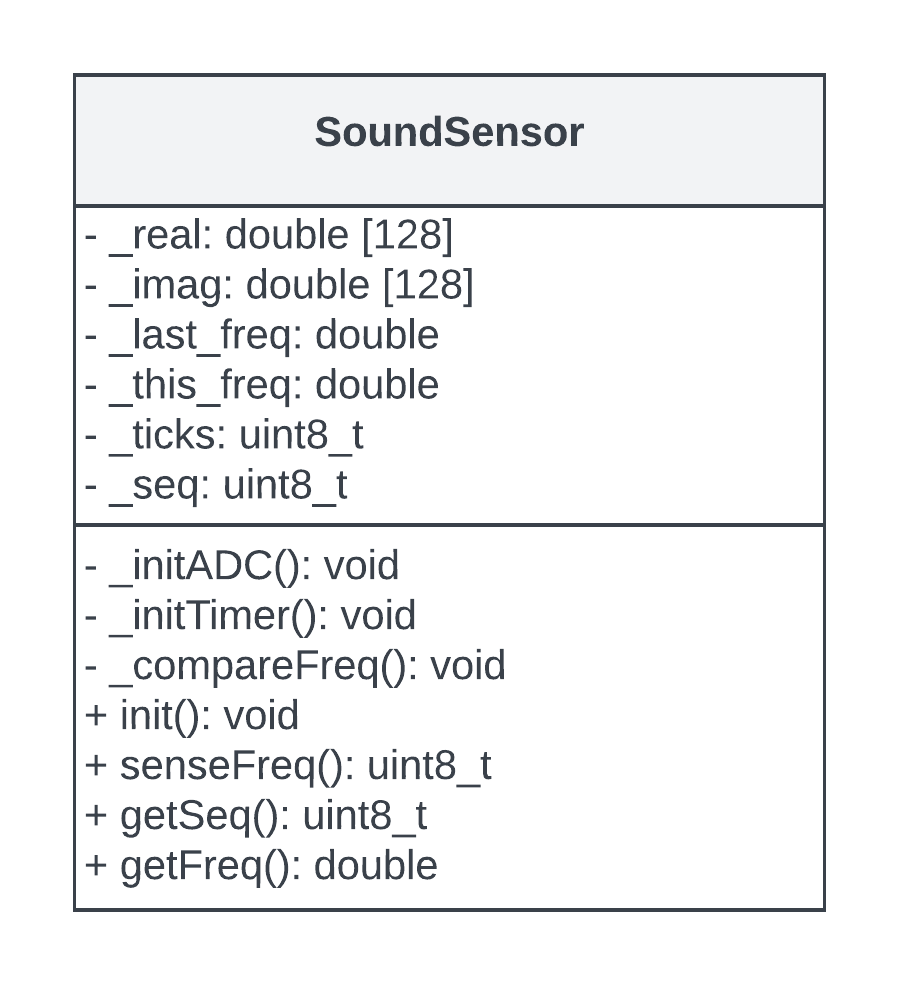 SoundSensor
- _real: double [128]
- _imag: double [128]
- _last_freq: double
- _this_freq: double
- _ticks: uint8_t
- _seq: uint8_t
- _initADC(): void
- _initTimer(): void
- _compareFreq(): void
+ init(): void
+ senseFreq(): uint8_t
+ getSeq(): uint8_t
+ getFreq(): double